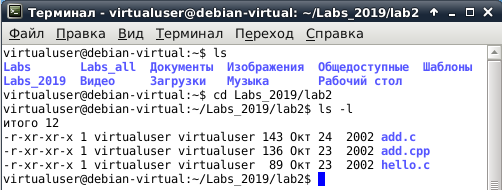 Терминал - virtualuser@debian-virtual: ~/Labs_2019/lab2
Файл Правка Вид Терминал Переход Справка
virtualuser@debian-virtual:~$ ls
Labs Labs_all Документы Изображения Общедоступные Шаблоны
Labs_2019 Видео Загрузки Музыка Рабочий стол
virtualuser@debian-virtual:~$ cd Labs_2019/lab2
virtualuser@debian-virtual:~/Labs_2019/lab2$ ls -l
итого 12
-r-xr-xr-x 1 virtualuser virtualuser 143 Окт 24 2002 add.c
-r-xr-xr-x 1 virtualuser virtualuser 136 Окт 23 2002 add.cpp
-r-xr-xr-x 1 virtualuser virtualuser 89 Окт 23 2002 hello.c
virtualuser@debian-virtual:~/Labs_2019/lab2$